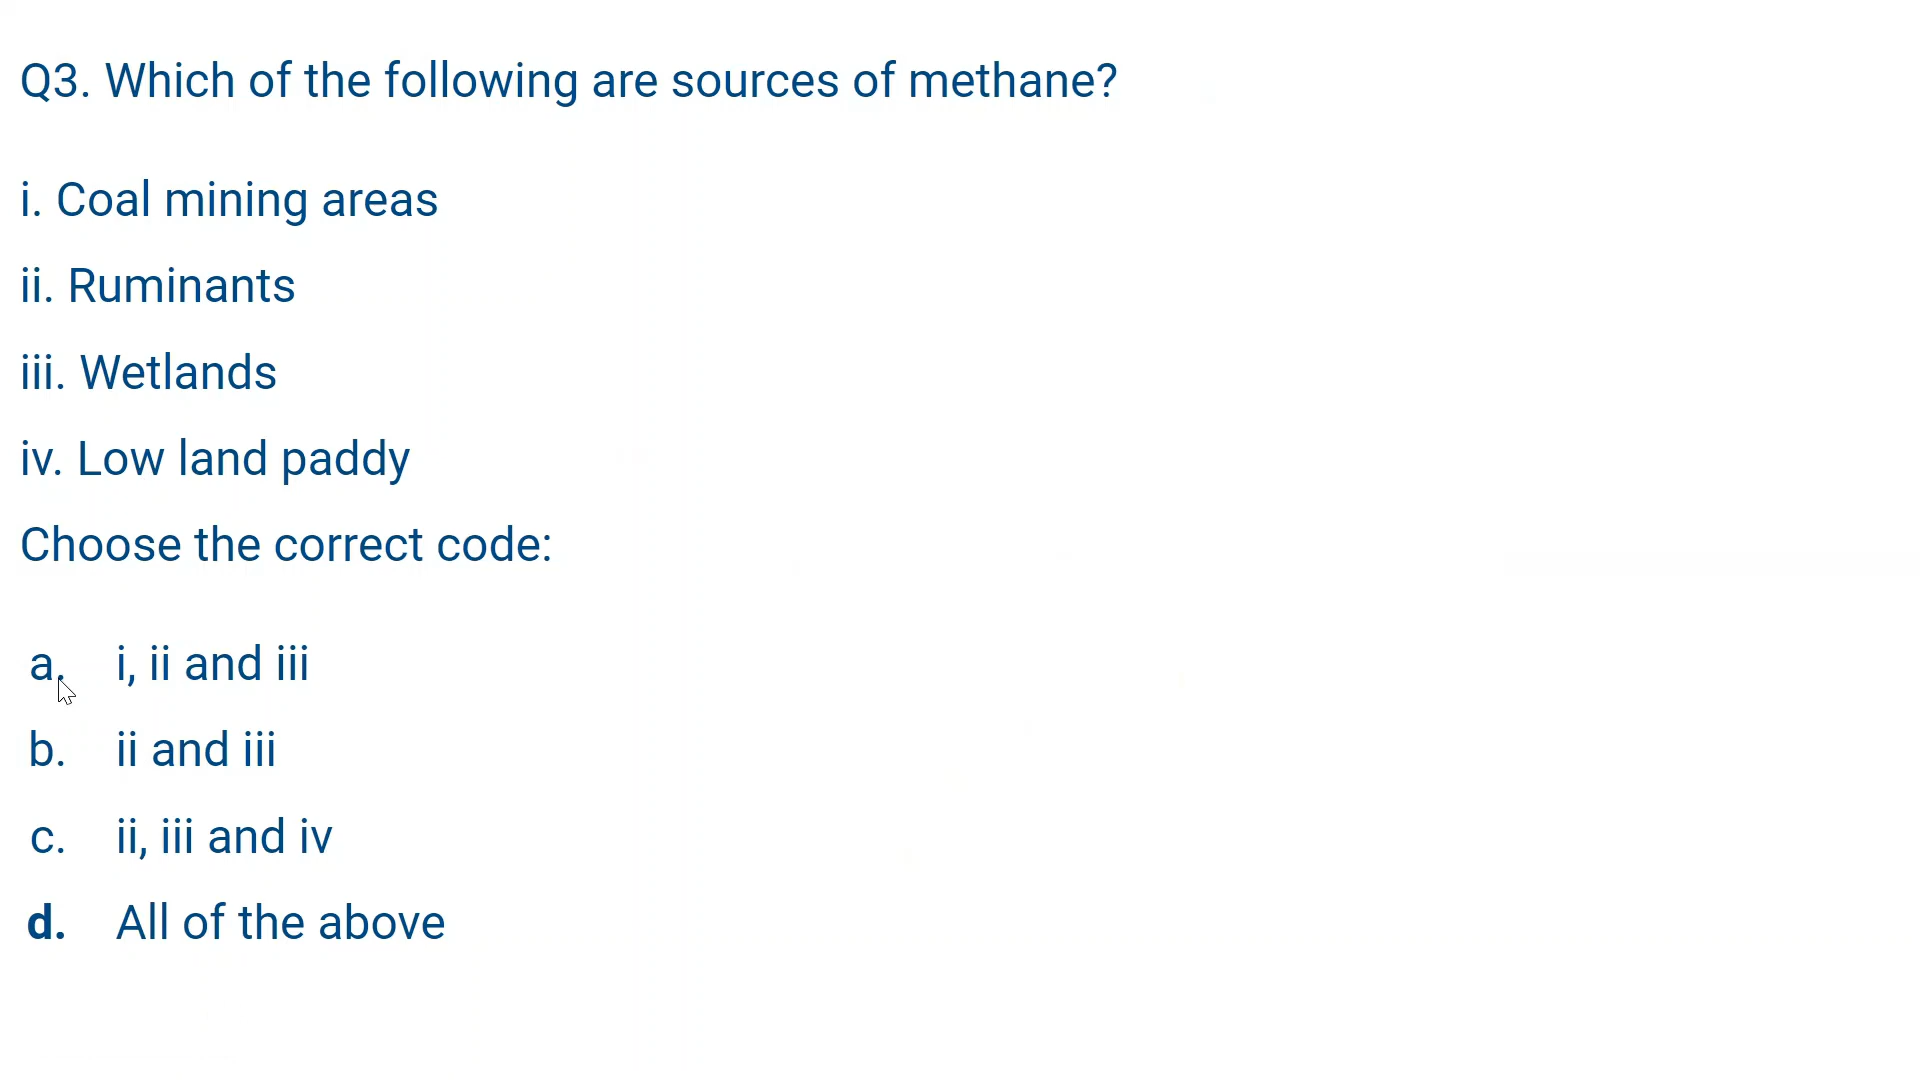 Q3. Which of the following are sources of methane?
i. Coal mining areas
ii. Ruminants
iii. Wetlands
iv. Low land paddy
Choose the correct code:
a. i, ii and iii
b. ii and iii
c. ii, iii and iv
d. All of the above